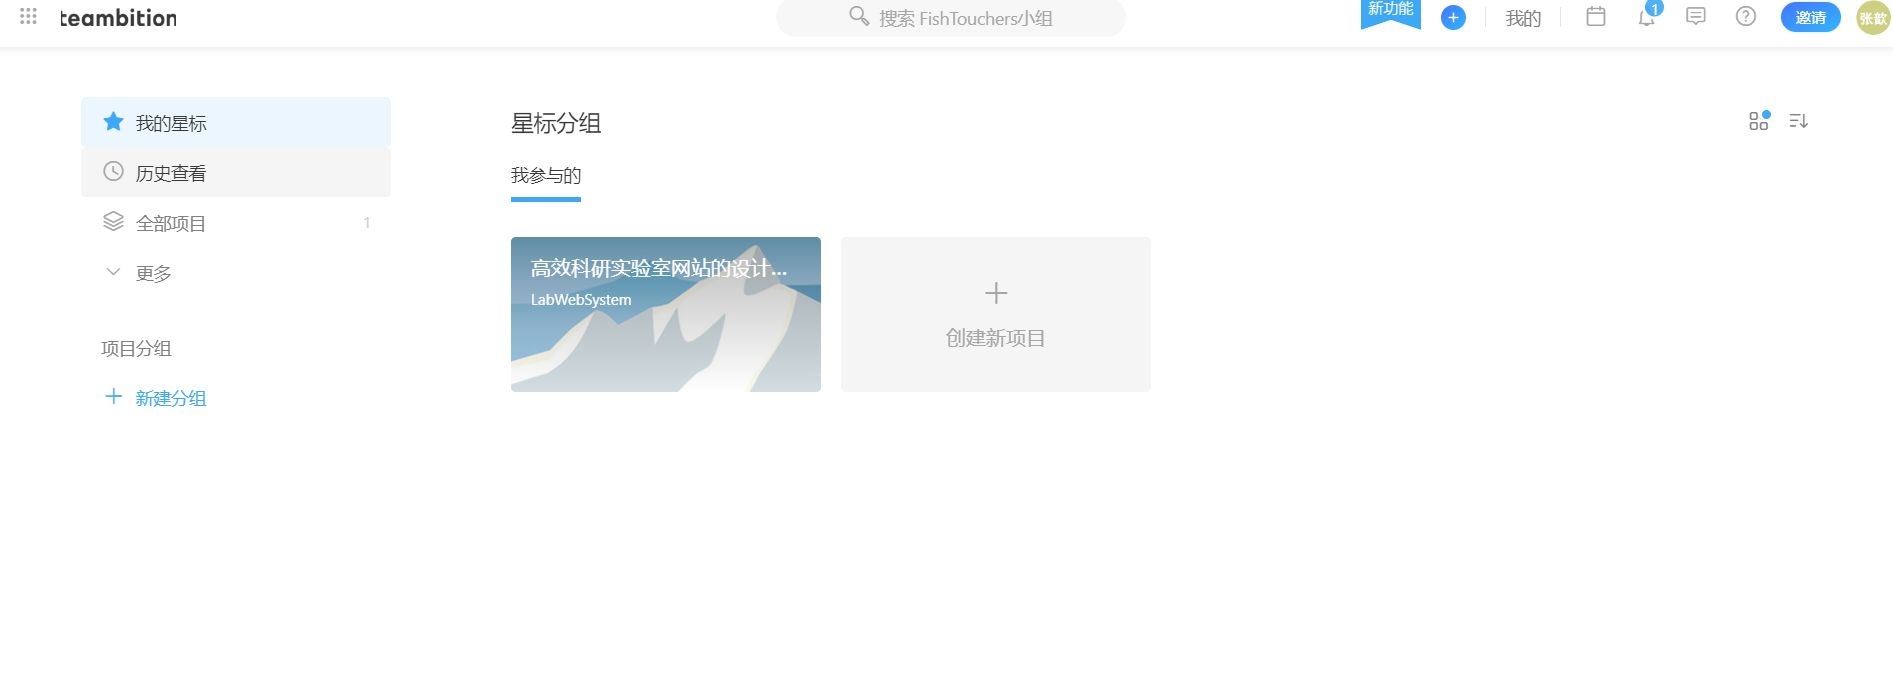 teambition
搜索 FishTouchers小组
新功能
我的
1
邀请
张歆
我的星标
历史查看
全部项目 1
更多
项目分组
新建分组
星标分组
我参与的
高效科研实验室网站的设计...
LabWebSystem
创建新项目